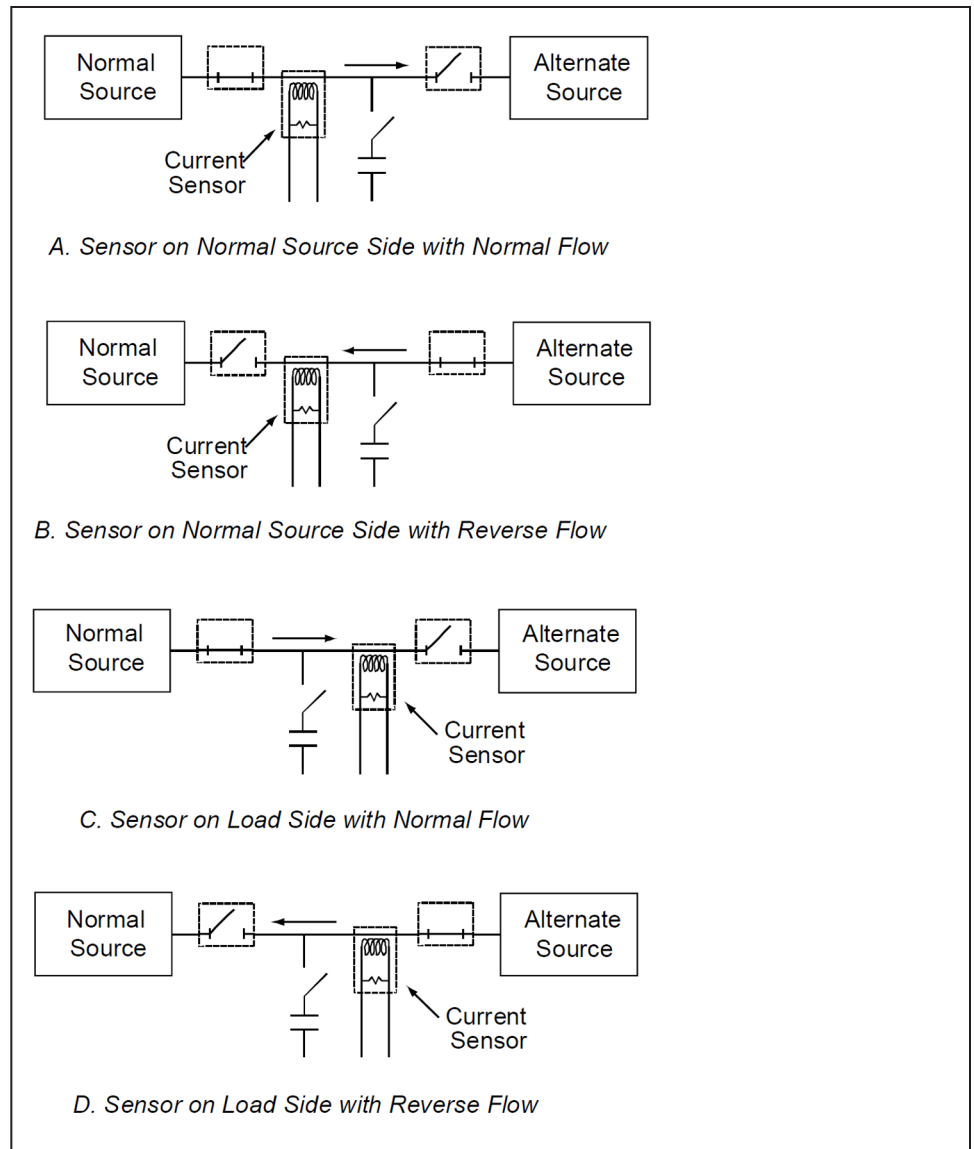 Normal
Source
Alternate
Source
Current
Sensor
A. Sensor on Normal Source Side with Normal Flow
Normal
Source
Alternate
Source
Current
Sensor
B. Sensor on Normal Source Side with Reverse Flow
Normal
Source
Alternate
Source
Current
Sensor
C. Sensor on Load Side with Normal Flow
Normal
Source
Alternate
Source
Current
Sensor
D. Sensor on Load Side with Reverse Flow